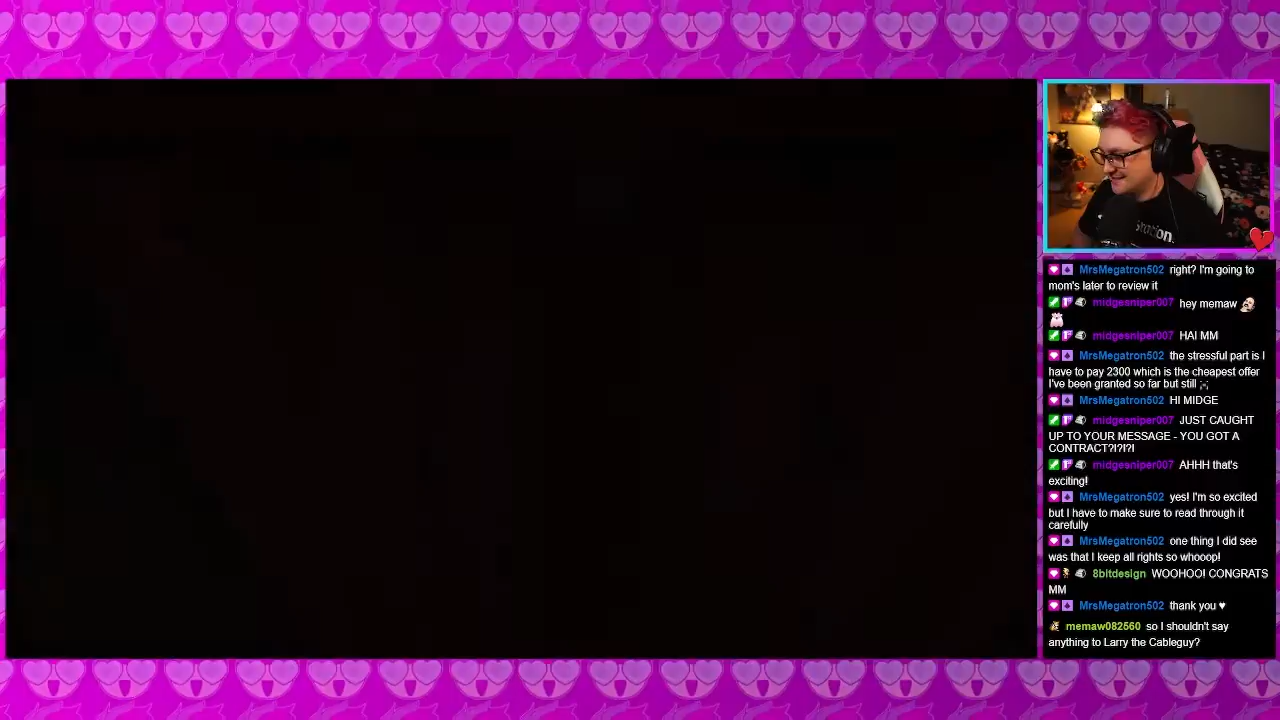 Station.
MrsMegatron502 right? I'm going to
mom's later to review it
midgesniper007 hey memaw
midgesniper007 HAI MM
MrsMegatron502 the stressful part is I
have to pay 2300 which is the cheapest offer
I've been granted so far but still ;-;
MrsMegatron502 HI MIDGE
midgesniper007 JUST CAUGHT
UP TO YOUR MESSAGE - YOU GOT A
CONTRACT?!?!?!
midgesniper007 AHHH that's
exciting!
MrsMegatron502 yes! I'm so excited
but I have to make sure to read through it
carefully
MrsMegatron502 one thing I did see
was that I keep all rights so whooop!
8bitdesign WOOHOO! CONGRATS
MM
MrsMegatron502 thank you ♥
memaw082560 so I shouldn't say
anything to Larry the Cableguy?